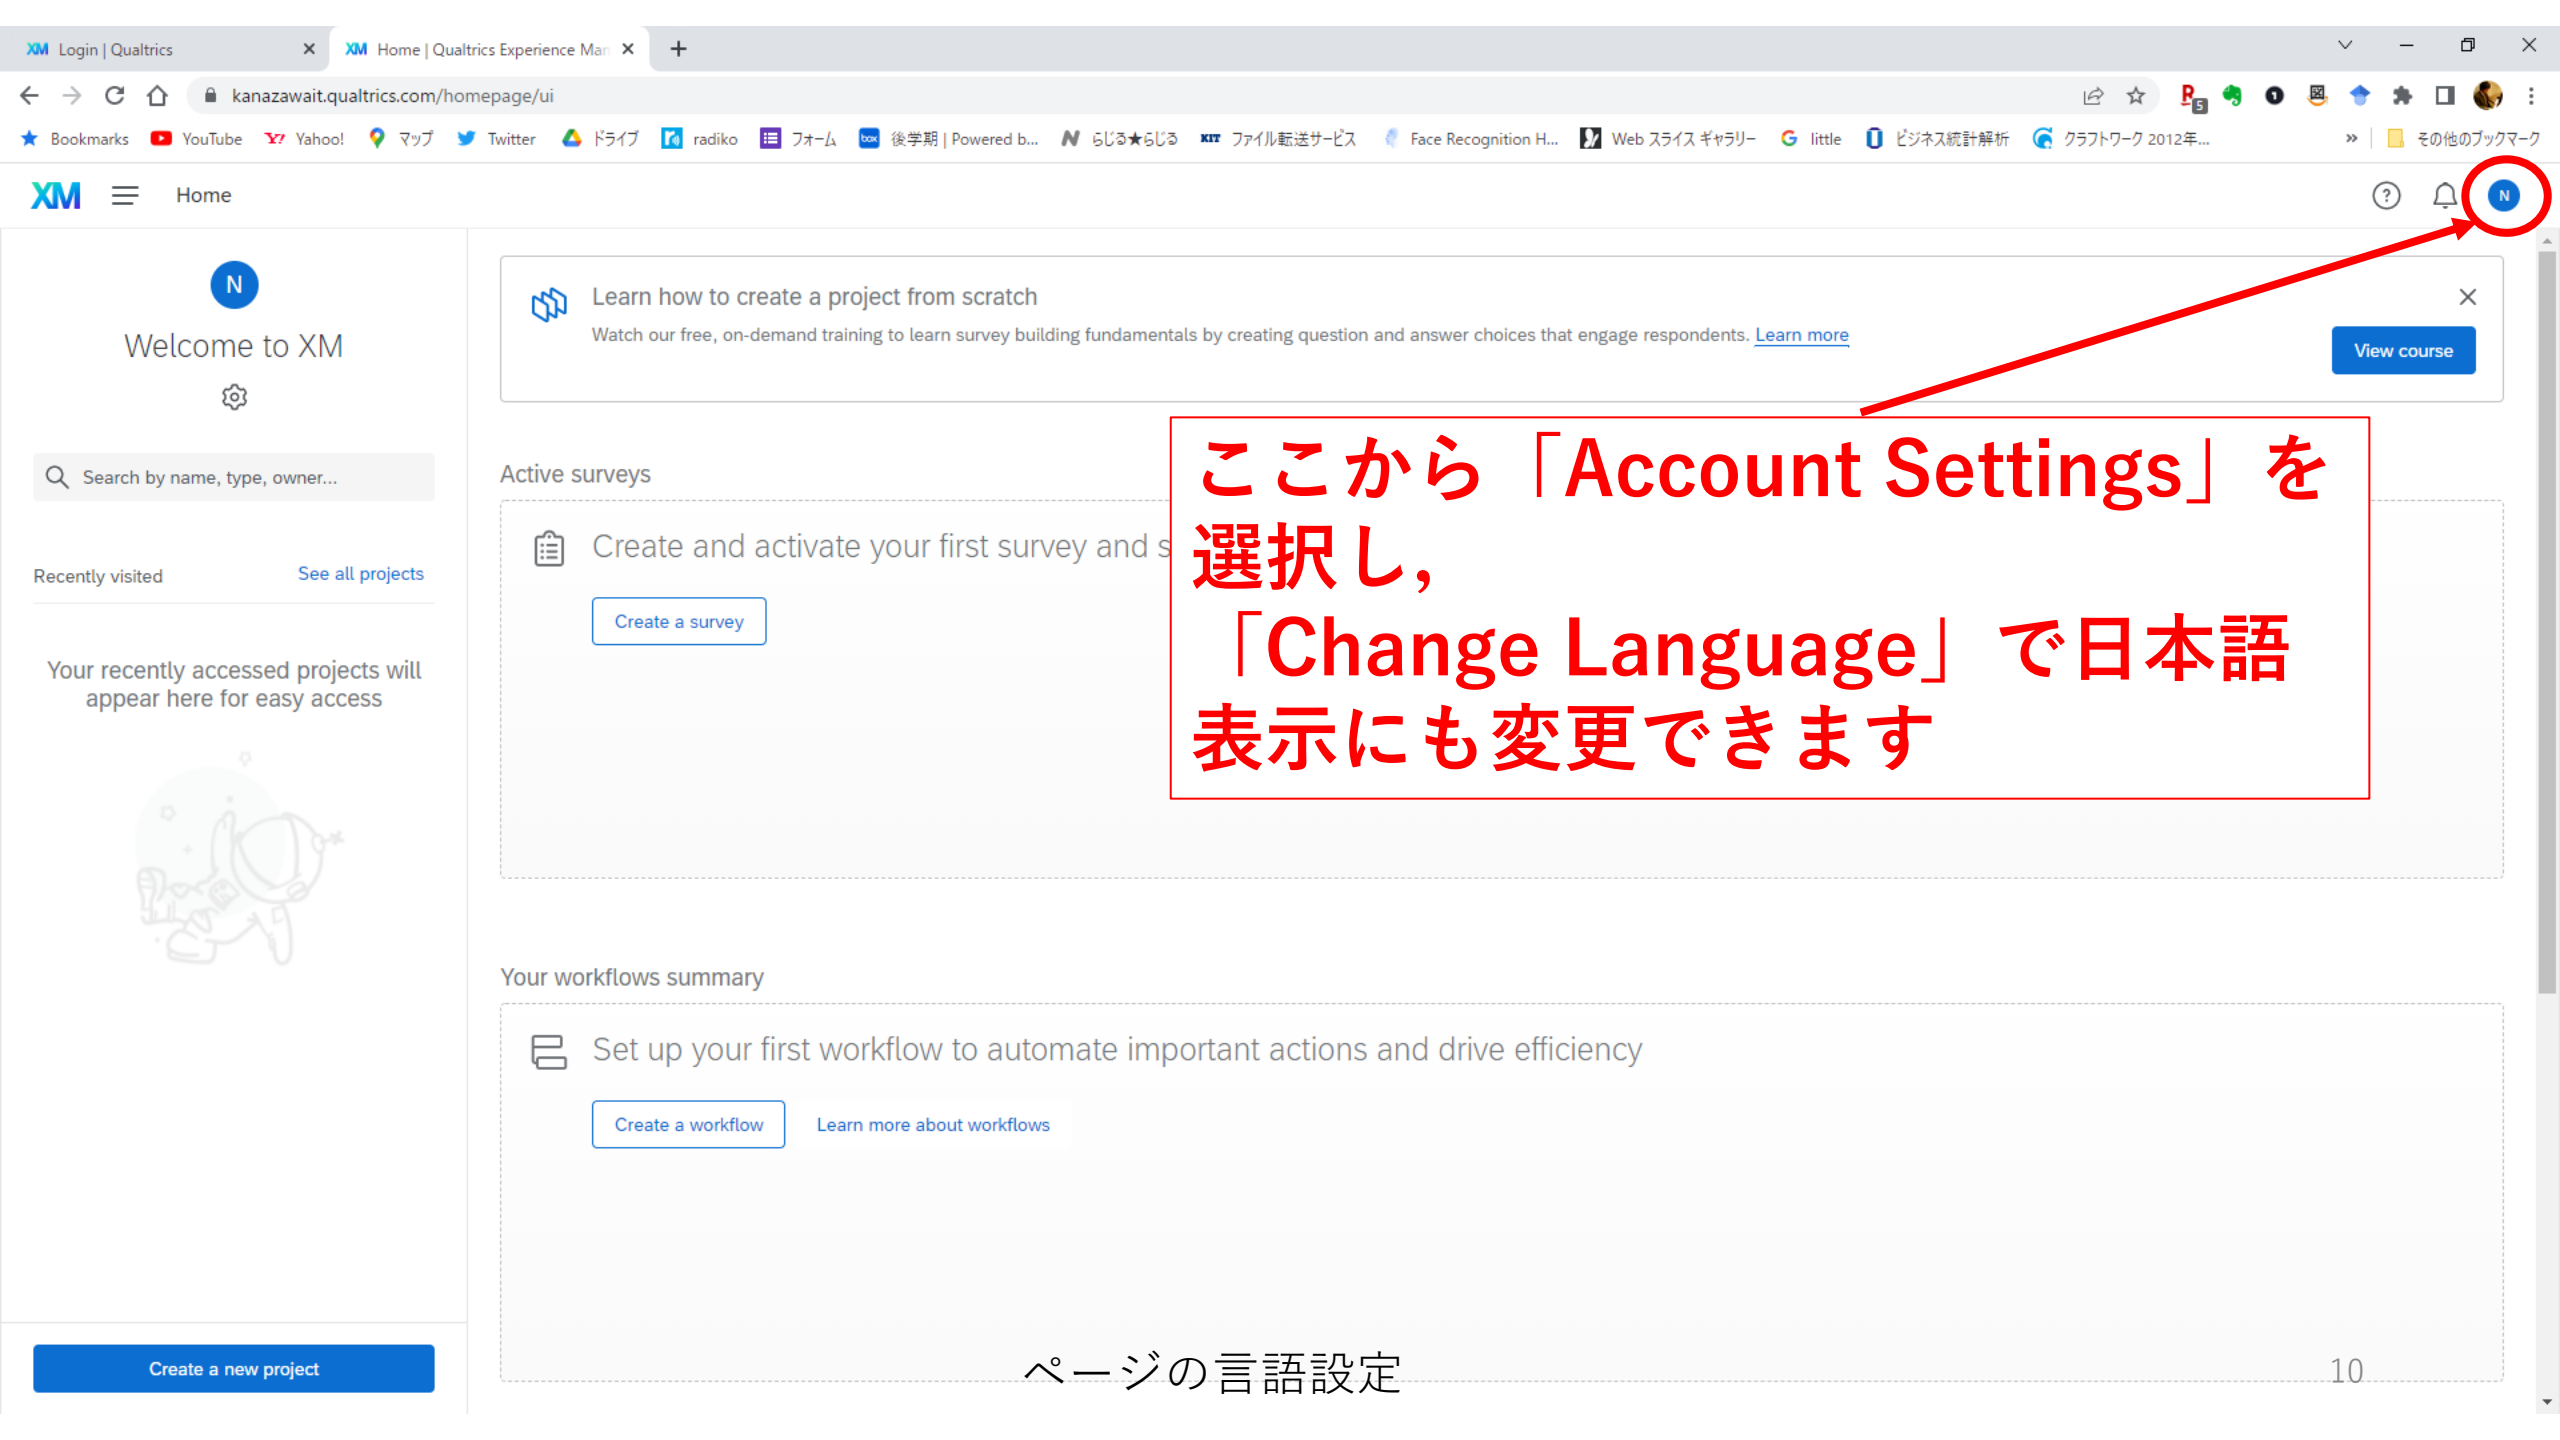 XM Login | Qualtrics
XM Home | Qualtrics Experience Man
kanazawait.qualtrics.com/homepage/ui
5
Bookmarks YouTube Yahoo! マップ Twitter ドライブ radiko フォーム box 後学期 | Powered b... らじる★らじる KIT ファイル転送サービス Face Recognition H... Web スライス ギャラリー little ビジネス統計解析 クラフトワーク 2012年... » その他のブックマーク
XM Home
N
N
Welcome to XM
Search by name, type, owner...
Recently visited See all projects
Your recently accessed projects will
appear here for easy access
Create a new project
Learn how to create a project from scratch
Watch our free, on-demand training to learn survey building fundamentals by creating question and answer choices that engage respondents. Learn more
View course
Active surveys
Create and activate your first survey and s
Create a survey
ここから「Account Settings」を
選択し,
「Change Language」で日本語
表示にも変更できます
Your workflows summary
Set up your first workflow to automate important actions and drive efficiency
Create a workflow Learn more about workflows
ページの言語設定
10